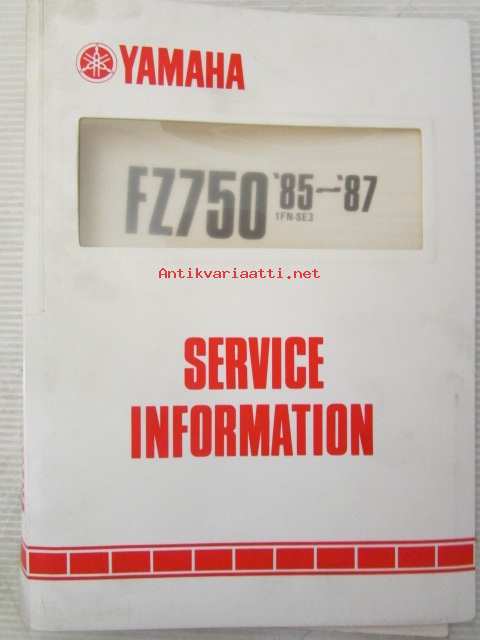 YAMAHA
FZ750 '85-'87
1FN-SE3
Antikvariaatti.net
SERVICE
INFORMATION